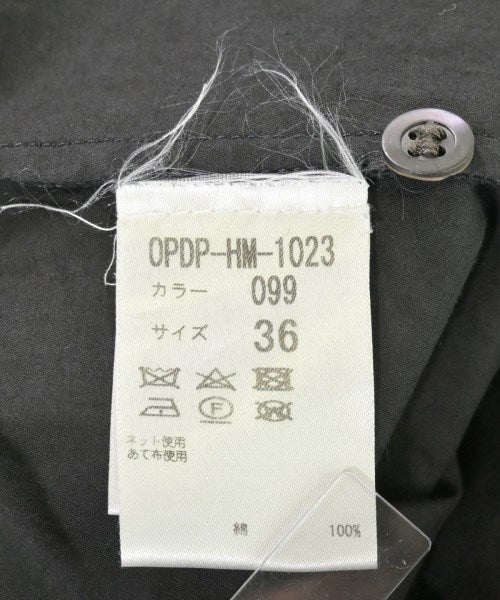 OPDP-HM-1023
カラー 099
サイズ 36
ネット使用
あて布使用
綿 100%